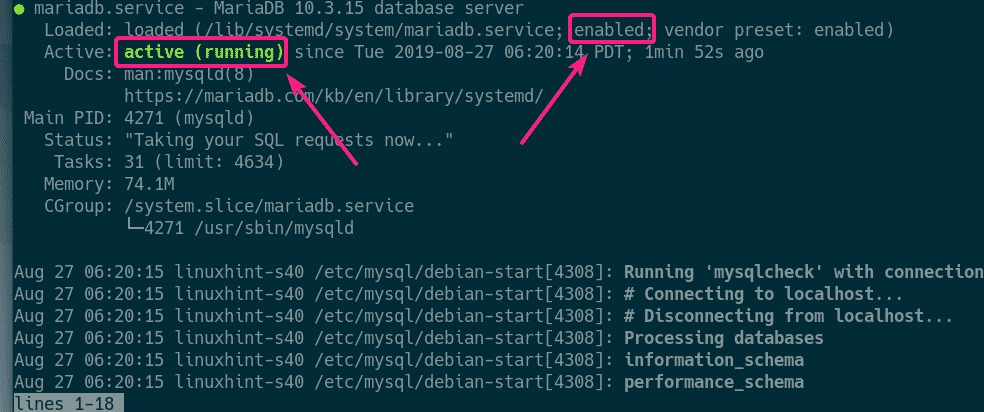 ● mariadb.service - MariaDB 10.3.15 database server
Loaded: loaded (/lib/systemd/system/mariadb.service; enabled; vendor preset: enabled)
Active: active (running) since Tue 2019-08-27 06:20:14 PDT; 1min 52s ago
Docs: man:mysqld(8)
https://mariadb.com/kb/en/library/systemd/
Main PID: 4271 (mysqld)
Status: "Taking your SQL requests now..."
Tasks: 31 (limit: 4634)
Memory: 74.1M
CGroup: /system.slice/mariadb.service
└─4271 /usr/sbin/mysqld
Aug 27 06:20:15 linuxhint-s40 /etc/mysql/debian-start[4308]: Running 'mysqlcheck' with connection
Aug 27 06:20:15 linuxhint-s40 /etc/mysql/debian-start[4308]: # Connecting to localhost...
Aug 27 06:20:15 linuxhint-s40 /etc/mysql/debian-start[4308]: # Disconnecting from localhost...
Aug 27 06:20:15 linuxhint-s40 /etc/mysql/debian-start[4308]: Processing databases
Aug 27 06:20:15 linuxhint-s40 /etc/mysql/debian-start[4308]: information_schema
Aug 27 06:20:15 linuxhint-s40 /etc/mysql/debian-start[4308]: performance_schema
lines 1-18